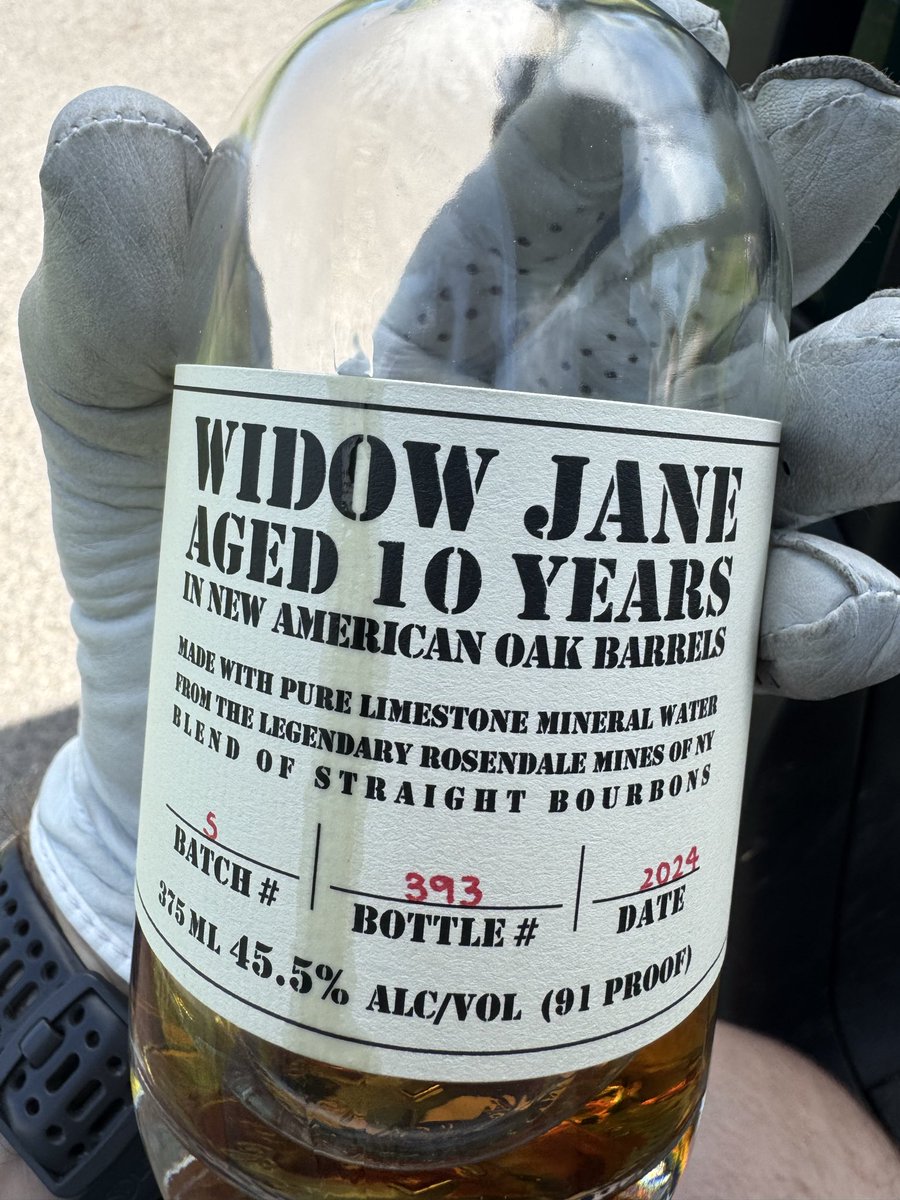 WIDOW JANE
AGED 10 YEARS
IN NEW AMERICAN OAK BARRELS
MADE WITH PURE LIMESTONE MINERAL WATER
FROM THE LEGENDARY ROSENDALE MINES OF NY
BLEND OF STRAIGHT BOURBONS
5 393 2024
BATCH # BOTTLE # DATE
375 ML 45.5% ALC/VOL (91 PROOF)